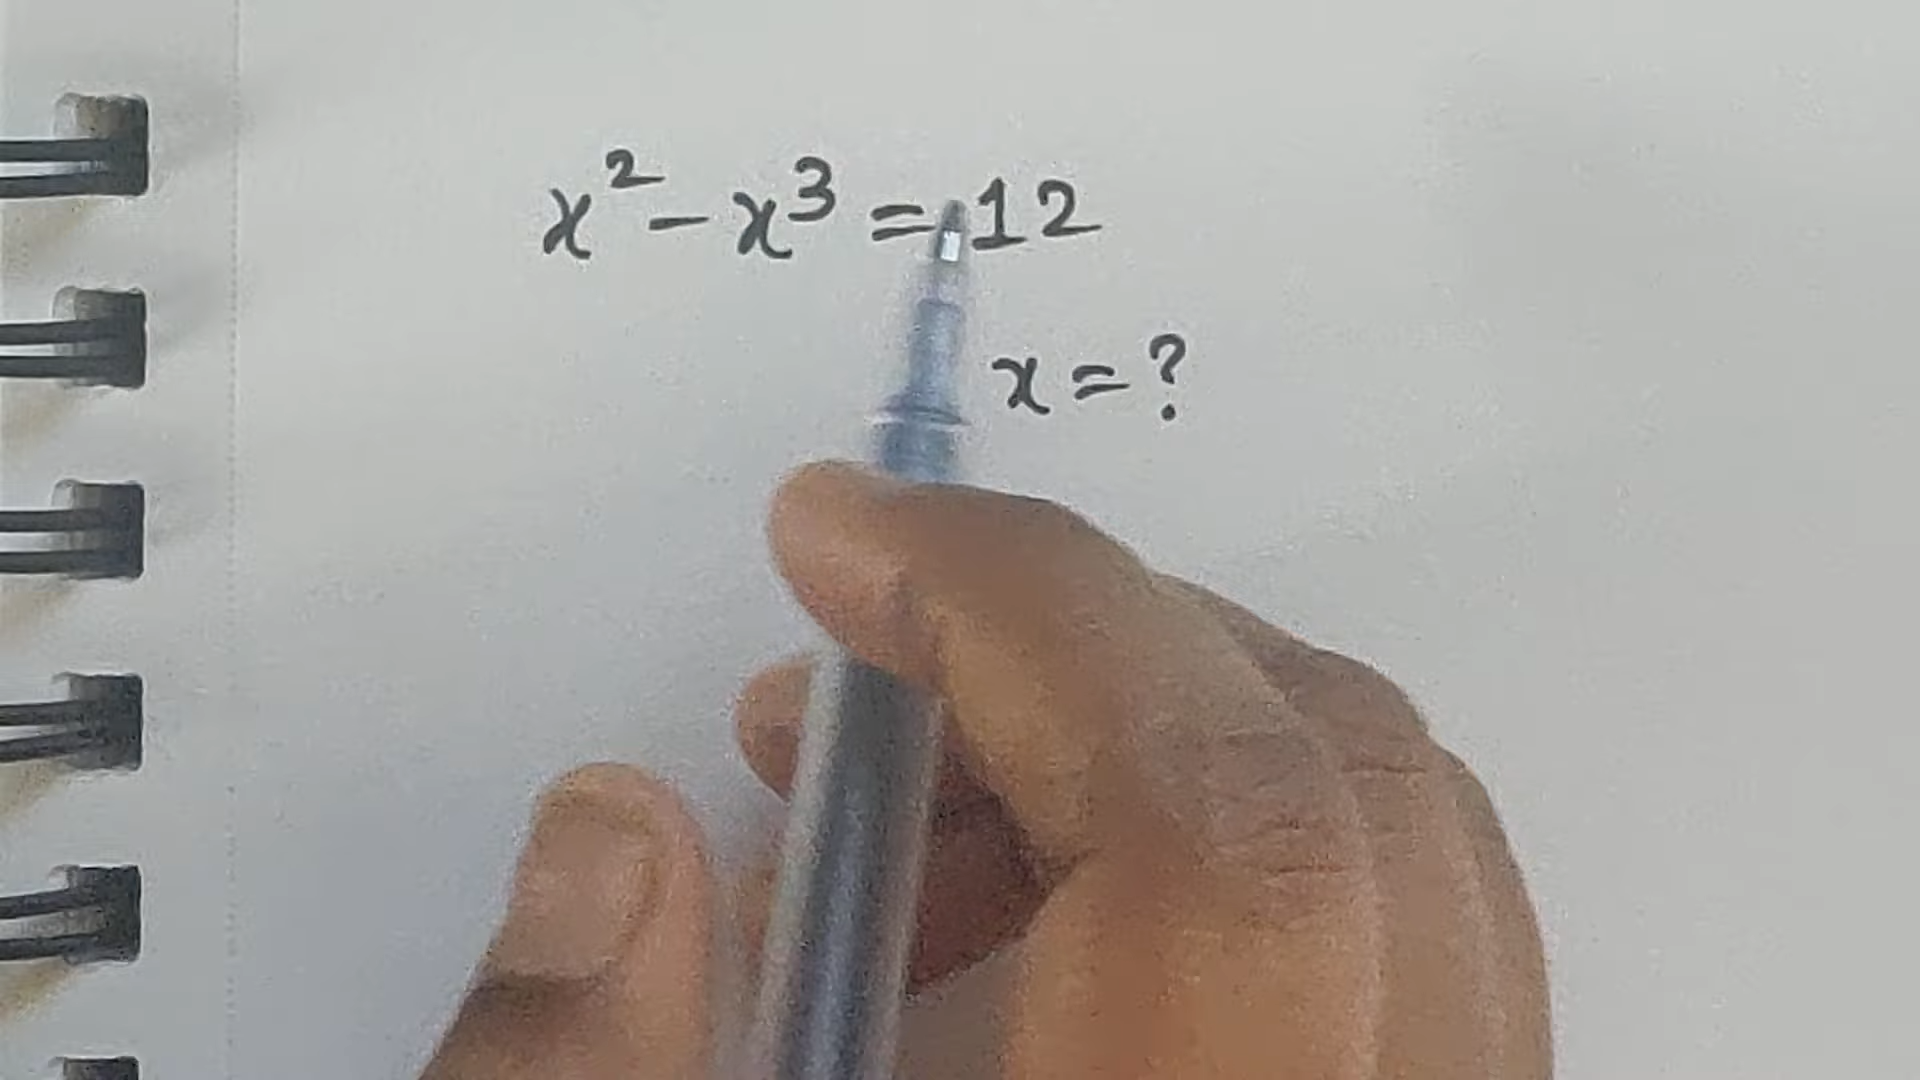 x² - x³ = 12
x = ?